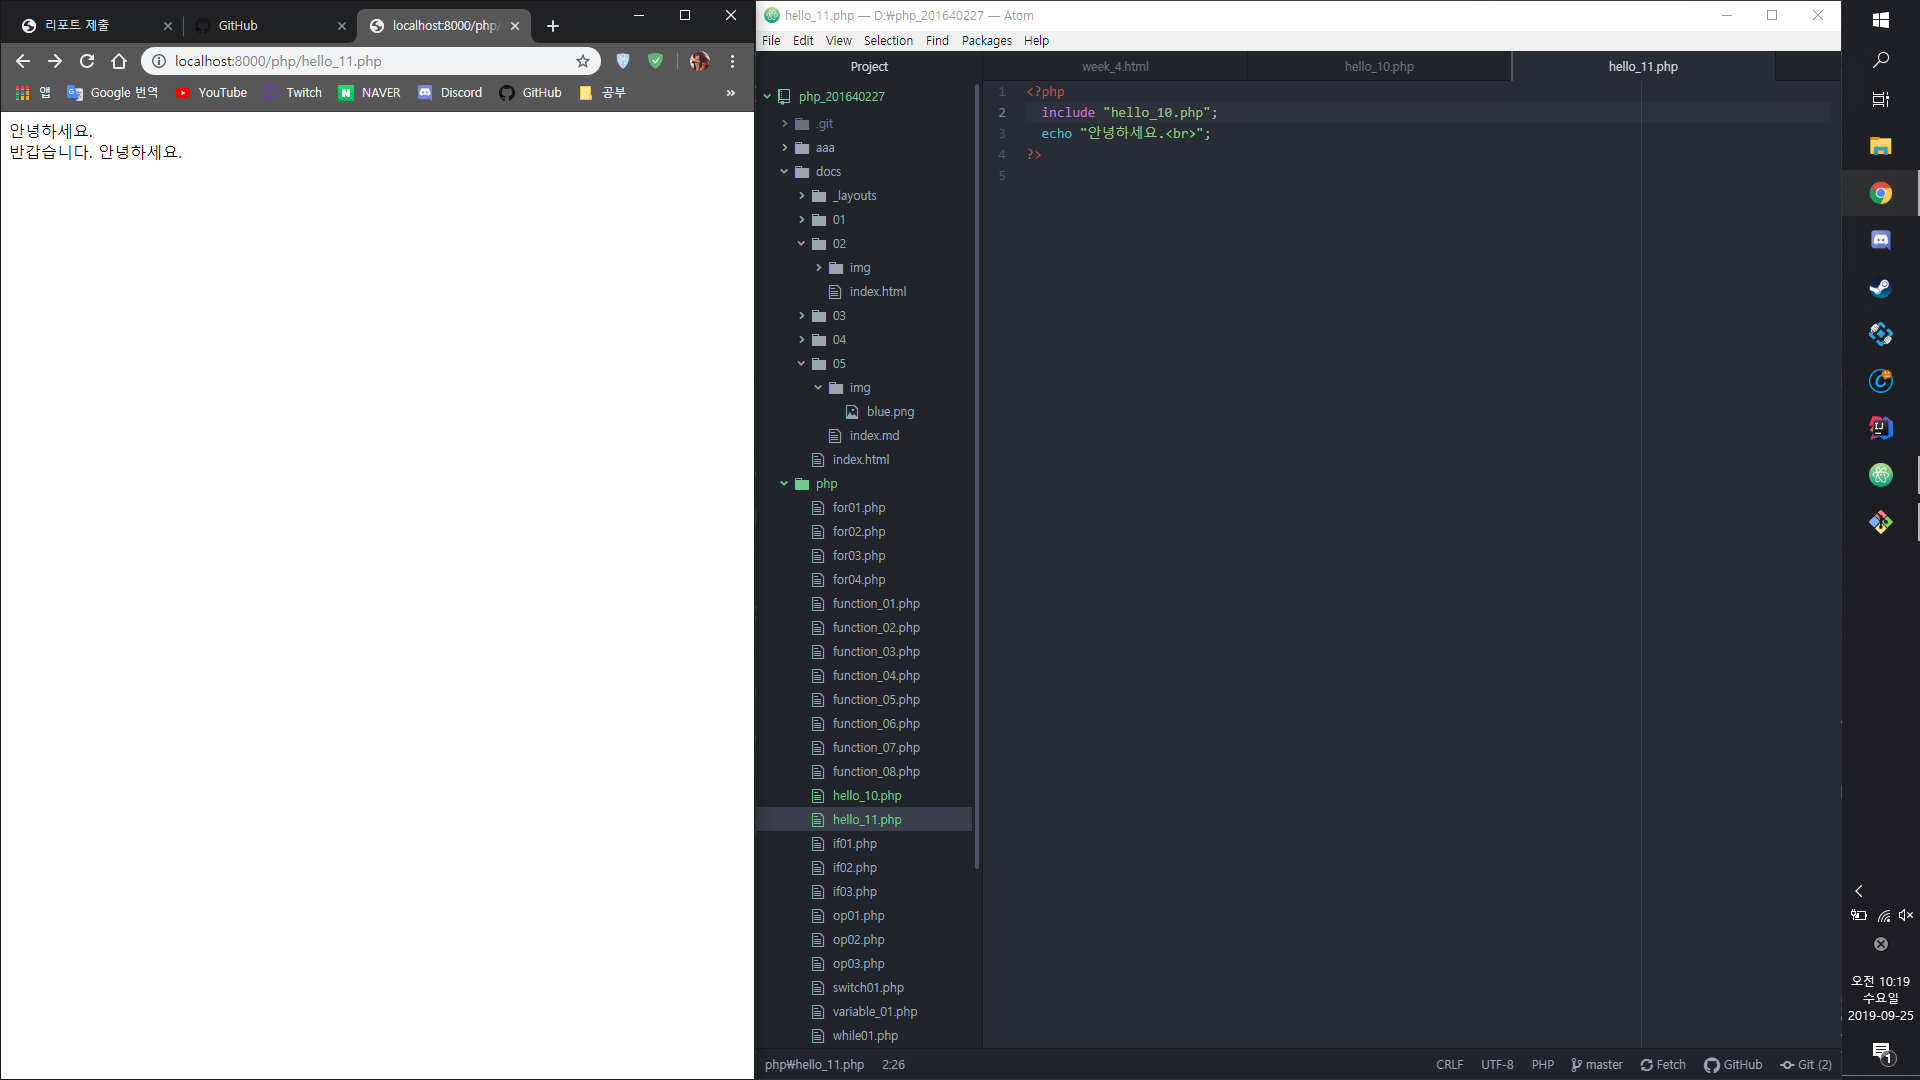 리포트 제출
GitHub
localhost:8000/php/
localhost:8000/php/hello_11.php
앱 Google 번역 YouTube Twitch NAVER Discord GitHub 공부 »
안녕하세요.
반갑습니다. 안녕하세요.
hello_11.php — D:₩php_201640227 — Atom
File Edit View Selection Find Packages Help
Project
php_201640227
.git
aaa
docs
_layouts
01
02
img
index.html
03
04
05
img
blue.png
index.md
index.html
php
for01.php
for02.php
for03.php
for04.php
function_01.php
function_02.php
function_03.php
function_04.php
function_05.php
function_06.php
function_07.php
function_08.php
hello_10.php
hello_11.php
if01.php
if02.php
if03.php
op01.php
op02.php
op03.php
switch01.php
variable_01.php
while01.php
week_4.html hello_10.php hello_11.php
1 <?php
2 include "hello_10.php";
3 echo "안녕하세요.<br>";
4 ?>
5
php₩hello_11.php 2:26
CRLF UTF-8 PHP master Fetch GitHub Git (2)
오전 10:19
수요일
2019-09-25
1